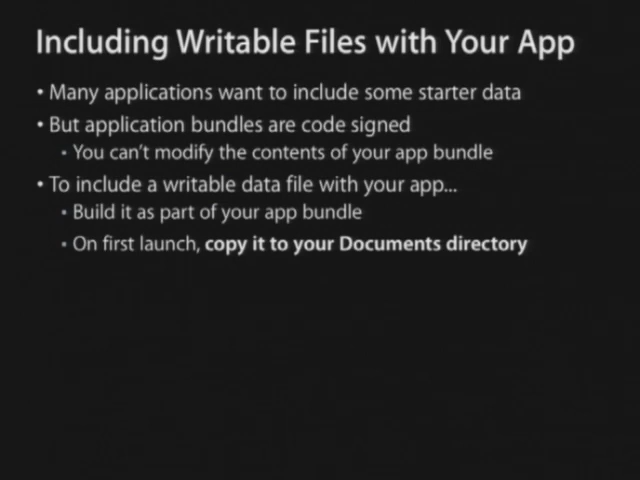 Including Writable Files with Your App
• Many applications want to include some starter data
• But application bundles are code signed
▪ You can't modify the contents of your app bundle
• To include a writable data file with your app...
▪ Build it as part of your app bundle
▪ On first launch, copy it to your Documents directory